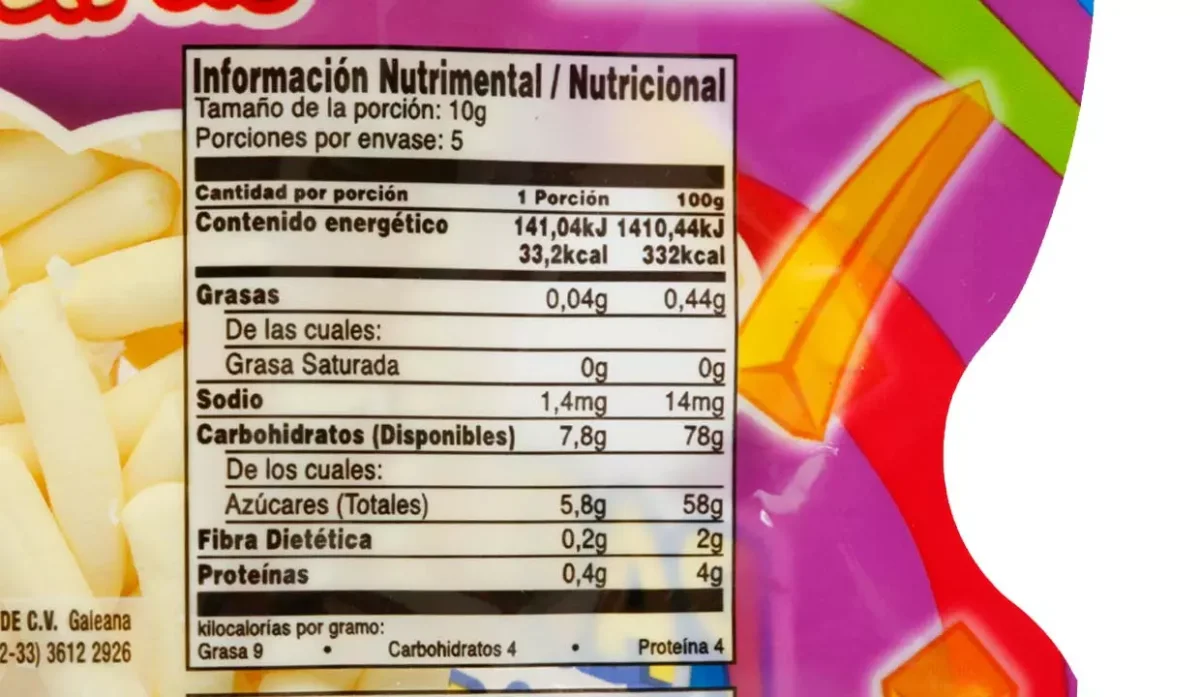 Información Nutrimental / Nutricional
Tamaño de la porción: 10g
Porciones por envase: 5
Cantidad por porción 1 Porción 100g
Contenido energético 141,04kJ 1410,44kJ
33,2kcal 332kcal
Grasas 0,04g 0,44g
De las cuales:
Grasa Saturada 0g 0g
Sodio 1,4mg 14mg
Carbohidratos (Disponibles) 7,8g 78g
De los cuales:
Azúcares (Totales) 5,8g 58g
Fibra Dietética 0,2g 2g
Proteínas 0,4g 4g
kilocalorías por gramo:
Grasa 9 • Carbohidratos 4 • Proteína 4
DE C.V. Galeana
2-33) 3612 2926